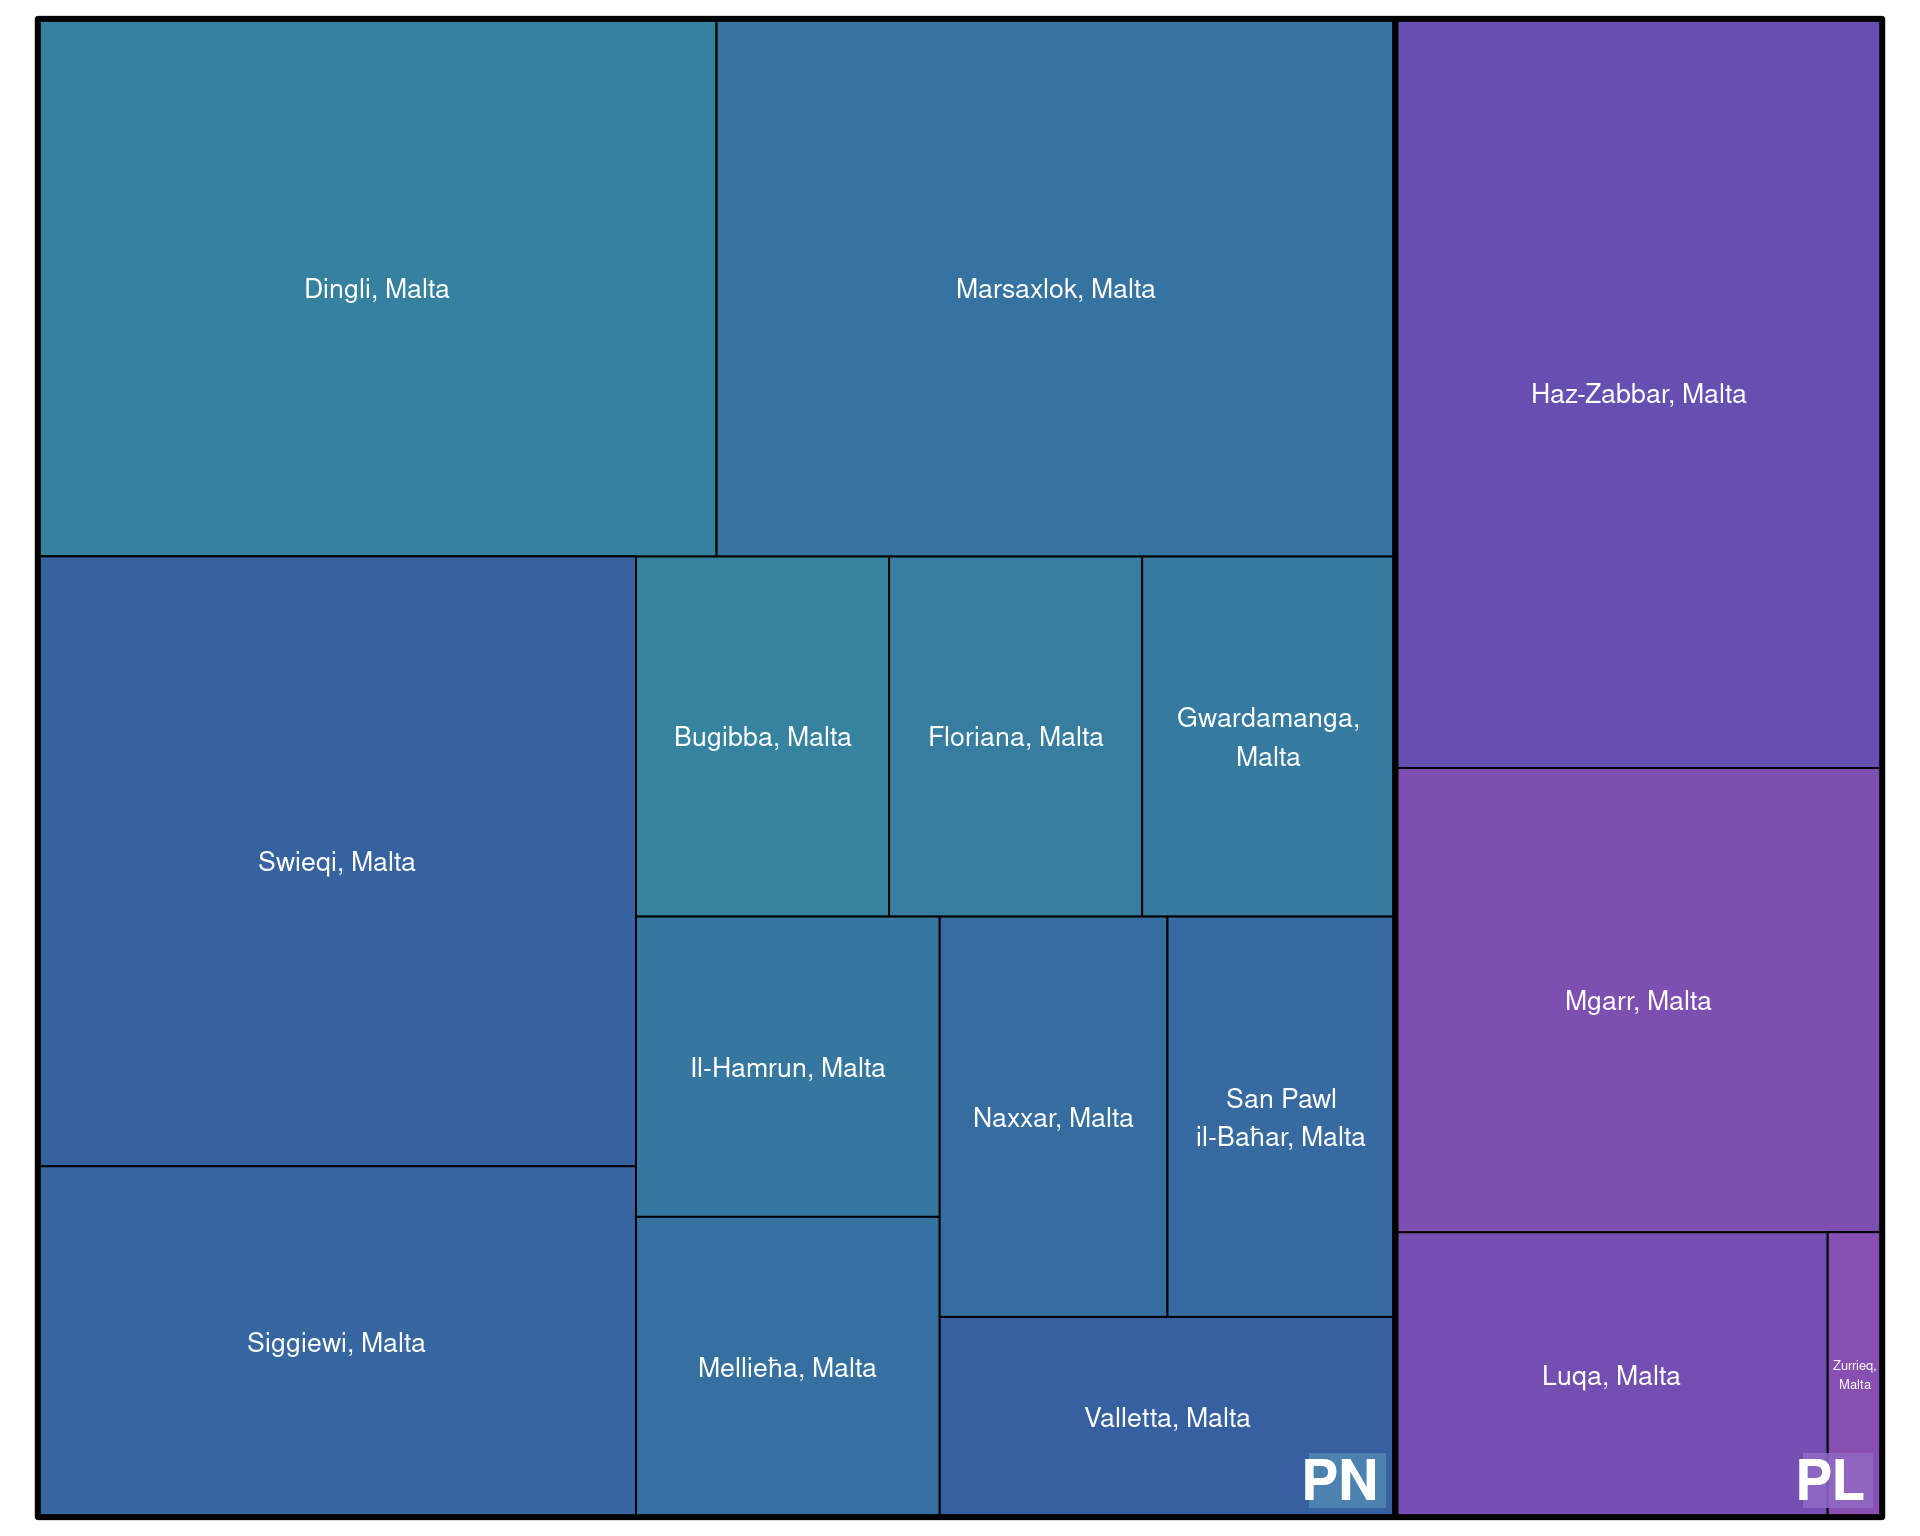 Dingli, Malta
Marsaxlok, Malta
Haz-Zabbar, Malta
Swieqi, Malta
Bugibba, Malta
Floriana, Malta
Gwardamanga,
Malta
Mgarr, Malta
Il-Hamrun, Malta
Naxxar, Malta
San Pawl
il-Baħar, Malta
Siggiewi, Malta
Mellieħa, Malta
Valletta, Malta
Luqa, Malta
Zurrieq,
Malta
PN
PL